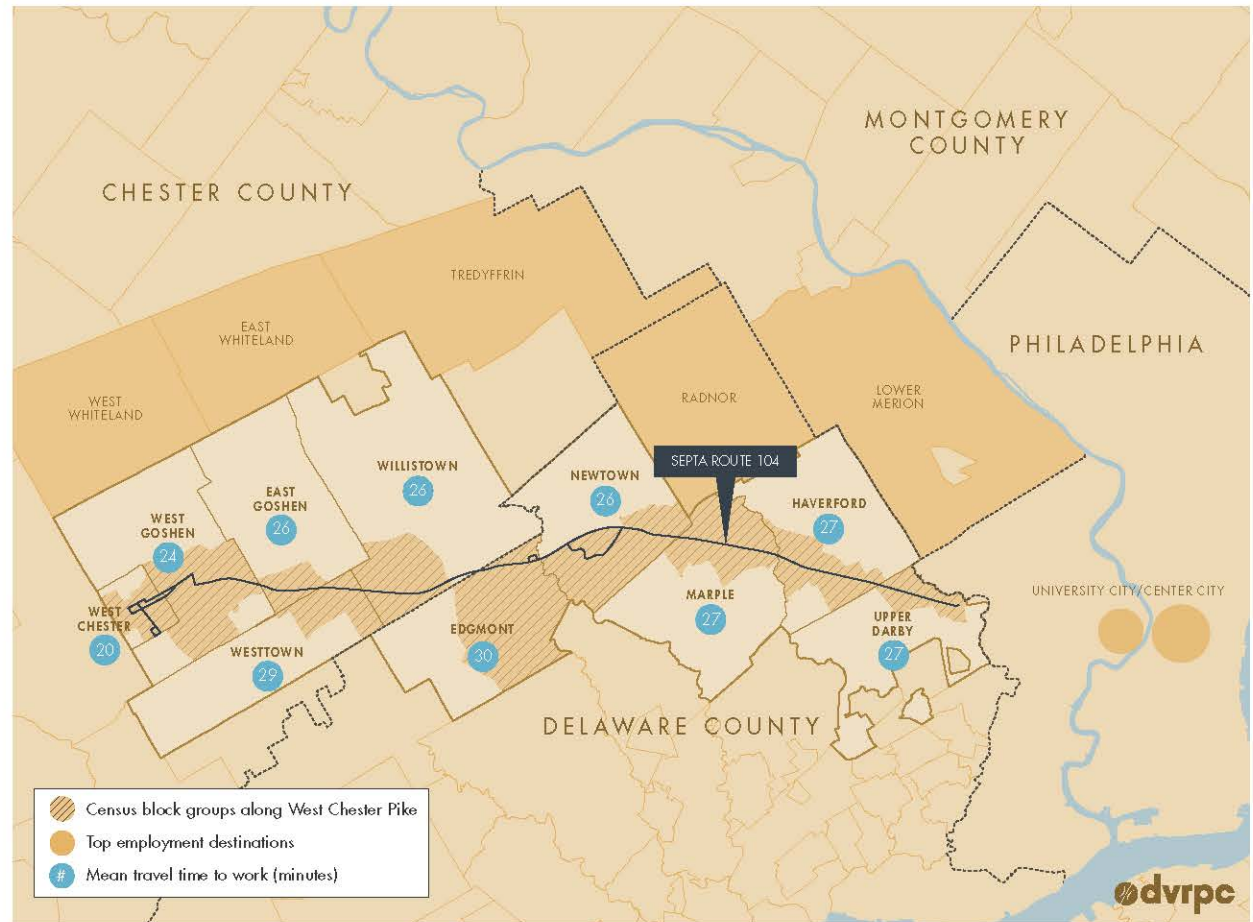 MONTGOMERY
COUNTY
CHESTER COUNTY
TREDYFFRIN
EAST
WHITELAND
PHILADELPHIA
WEST
WHITELAND
RADNOR
LOWER
MERION
SEPTA ROUTE 104
WILLISTOWN
26
NEWTOWN
26
EAST
GOSHEN
26
HAVERFORD
27
WEST
GOSHEN
24
UNIVERSITY CITY/CENTER CITY
MARPLE
27
WEST
CHESTER
20
UPPER
DARBY
27
EDGMONT
30
WESTTOWN
29
DELAWARE COUNTY
Census block groups along West Chester Pike
Top employment destinations
# Mean travel time to work (minutes)
dvrpc